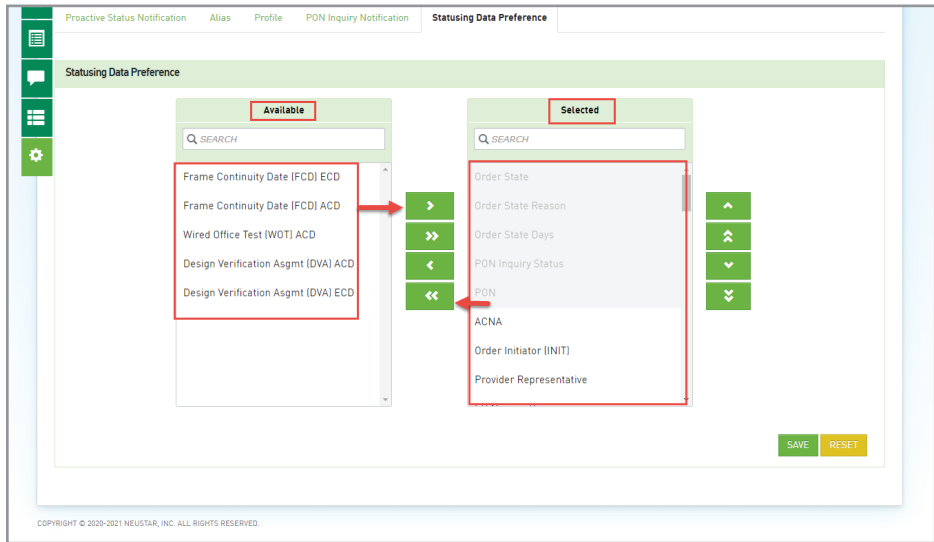 Proactive Status Notification Alias Profile PON Inquiry Notification Statusing Data Preference
Statusing Data Preference
Available
SEARCH
Frame Continuity Date (FCD) ECD
Frame Continuity Date (FCD) ACD
Wired Office Test (WOT) ACD
Design Verification Asgmt (DVA) ACD
Design Verification Asgmt (DVA) ECD
Selected
SEARCH
Order State
Order State Reason
Order State Days
PON Inquiry Status
PON
ACNA
Order Initiator (INIT)
Provider Representative
SAVE RESET
COPYRIGHT © 2020-2021 NEUSTAR, INC. ALL RIGHTS RESERVED.